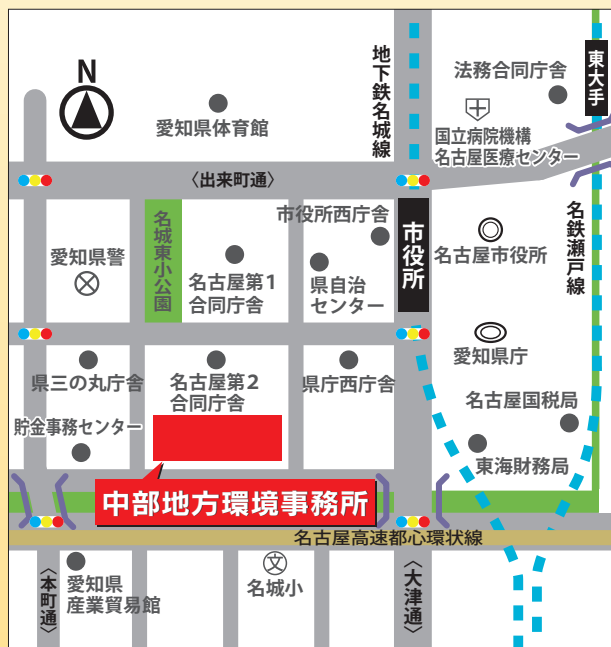 N
愛知県体育館
地下鉄名城線
法務合同庁舎
東大手
国立病院機構
名古屋医療センター
〈出来町通〉
名城東小公園
市役所西庁舎
市役所
名古屋市役所
名鉄瀬戸線
愛知県警
名古屋第1
合同庁舎
県自治
センター
愛知県庁
県三の丸庁舎
名古屋第2
合同庁舎
県庁西庁舎
名古屋国税局
貯金事務センター
東海財務局
中部地方環境事務所
名古屋高速都心環状線
〈本町通〉
愛知県
産業貿易館
文
名城小
〈大津通〉